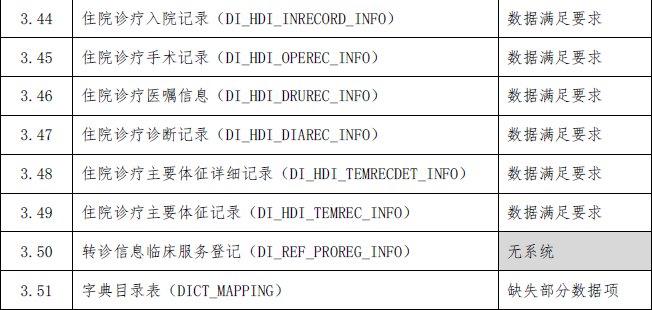 3.44 住院诊疗入院记录（DI_HDI_INRECORD_INFO） 数据满足要求
3.45 住院诊疗手术记录（DI_HDI_OPEREC_INFO） 数据满足要求
3.46 住院诊疗医嘱信息（DI_HDI_DRUREC_INFO） 数据满足要求
3.47 住院诊疗诊断记录（DI_HDI_DIAREC_INFO） 数据满足要求
3.48 住院诊疗主要体征详细记录（DI_HDI_TEMRECDET_INFO） 数据满足要求
3.49 住院诊疗主要体征记录（DI_HDI_TEMREC_INFO） 数据满足要求
3.50 转诊信息临床服务登记（DI_REF_PROREG_INFO） 无系统
3.51 字典目录表（DICT_MAPPING） 缺失部分数据项